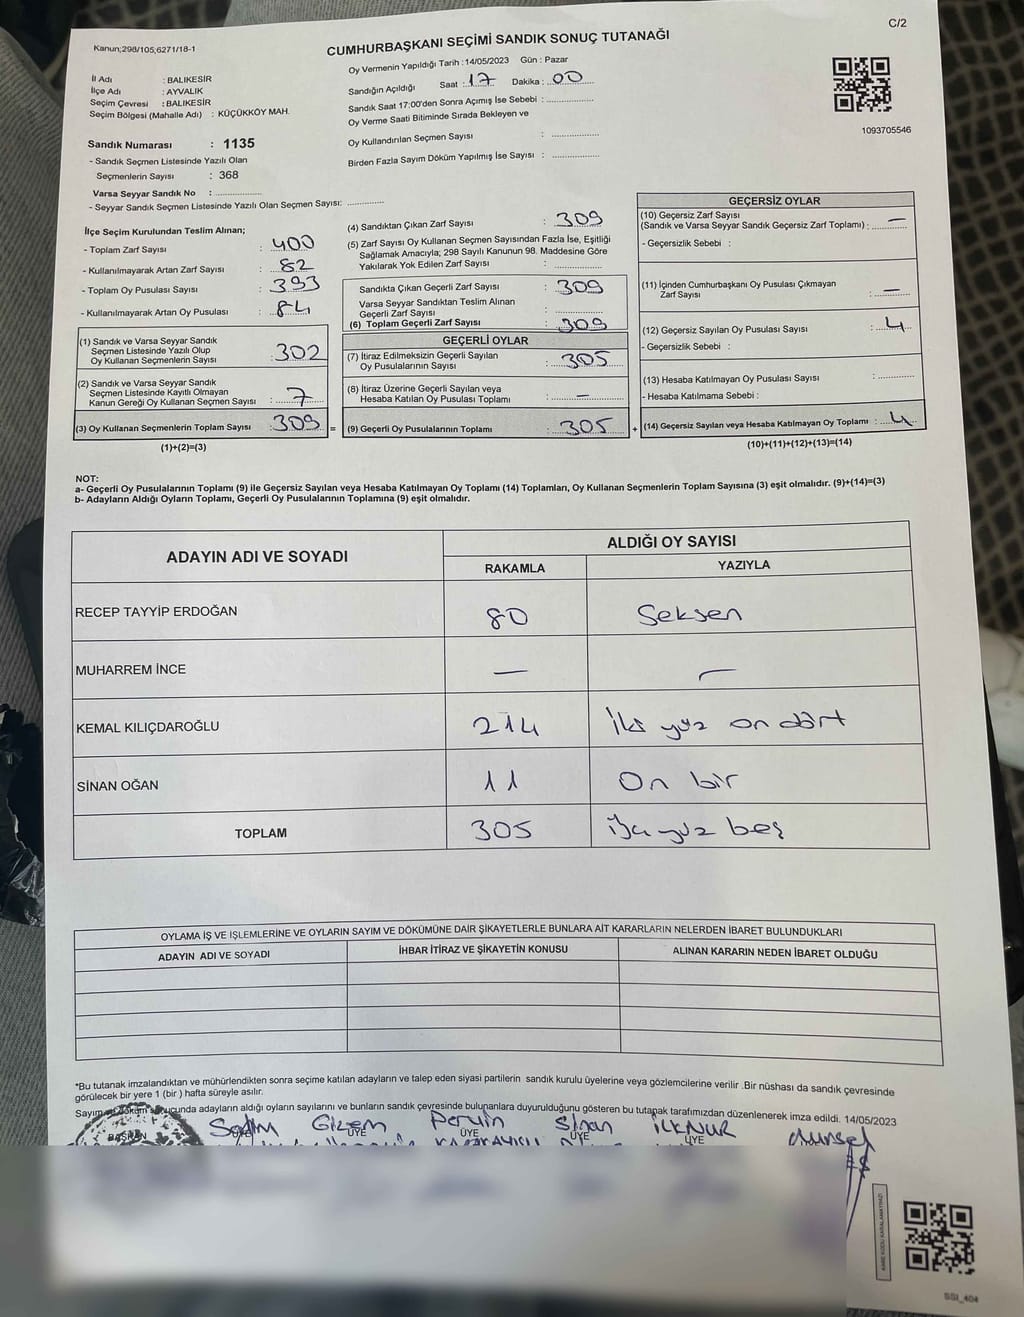 C/2
Kanun;298/105;6271/18-1
CUMHURBAŞKANI SEÇİMİ SANDIK SONUÇ TUTANAĞI
İl Adı : BALIKESİR
İlçe Adı : AYVALIK
Seçim Çevresi : BALIKESİR
Seçim Bölgesi (Mahalle Adı) : KÜÇÜKKÖY MAH.
Sandık Numarası : 1135
- Sandık Seçmen Listesinde Yazılı Olan
Seçmenlerin Sayısı : 368
Varsa Seyyar Sandık No : ................
- Seyyar Sandık Seçmen Listesinde Yazılı Olan Seçmen Sayısı: ............
Oy Vermenin Yapıldığı Tarih : 14/05/2023 Gün : Pazar
Sandığın Açıldığı Saat : 17 Dakika : 00
Sandık Saat 17:00'den Sonra Açımış İse Sebebi : ................
Oy Verme Saati Bitiminde Sırada Bekleyen ve
Oy Kullandırılan Seçmen Sayısı : ................
Birden Fazla Sayım Döküm Yapılmış İse Sayısı : ................
1093705546
İlçe Seçim Kurulundan Teslim Alınan;
- Toplam Zarf Sayısı : 400
- Kullanılmayarak Artan Zarf Sayısı : 82
- Toplam Oy Pusulası Sayısı : 393
- Kullanılmayarak Artan Oy Pusulası : 84
(1) Sandık ve Varsa Seyyar Sandık
Seçmen Listesinde Yazılı Olup
Oy Kullanan Seçmenlerin Sayısı : 302
(2) Sandık ve Varsa Seyyar Sandık
Seçmen Listesinde Kayıtlı Olmayan
Kanun Gereği Oy Kullanan Seçmen Sayısı : 7
(3) Oy Kullanan Seçmenlerin Toplam Sayısı : 309 =
(1)+(2)=(3)
(4) Sandıktan Çıkan Zarf Sayısı : 309
(5) Zarf Sayısı Oy Kullanan Seçmen Sayısından Fazla İse, Eşitliği
Sağlamak Amacıyla; 298 Sayılı Kanunun 98. Maddesine Göre
Yakılarak Yok Edilen Zarf Sayısı : ................
Sandıkta Çıkan Geçerli Zarf Sayısı : 309
Varsa Seyyar Sandıktan Teslim Alınan
Geçerli Zarf Sayısı : ................
(6) Toplam Geçerli Zarf Sayısı : 309
GEÇERLİ OYLAR
(7) İtiraz Edilmeksizin Geçerli Sayılan
Oy Pusulalarının Sayısı : 305
(8) İtiraz Üzerine Geçerli Sayılan veya
Hesaba Katılan Oy Pusulası Toplamı : —
(9) Geçerli Oy Pusulalarının Toplamı : 305 +
GEÇERSİZ OYLAR
(10) Geçersiz Zarf Sayısı
(Sandık ve Varsa Seyyar Sandık Geçersiz Zarf Toplamı) : —
- Geçersizlik Sebebi :
(11) İçinden Cumhurbaşkanı Oy Pusulası Çıkmayan
Zarf Sayısı : —
(12) Geçersiz Sayılan Oy Pusulası Sayısı : 4
- Geçersizlik Sebebi :
(13) Hesaba Katılmayan Oy Pusulası Sayısı : ............
- Hesaba Katılmama Sebebi :
(14) Geçersiz Sayılan veya Hesaba Katılmayan Oy Toplamı : 4
(10)+(11)+(12)+(13)=(14)
NOT:
a- Geçerli Oy Pusulalarının Toplamı (9) ile Geçersiz Sayılan veya Hesaba Katılmayan Oy Toplamı (14) Toplamları, Oy Kullanan Seçmenlerin Toplam Sayısına (3) eşit olmalıdır. (9)+(14)=(3)
b- Adayların Aldığı Oyların Toplamı, Geçerli Oy Pusulalarının Toplamına (9) eşit olmalıdır.
ADAYIN ADI VE SOYADI
ALDIĞI OY SAYISI
RAKAMLA YAZIYLA
RECEP TAYYİP ERDOĞAN 80 Seksen
MUHARREM İNCE — —
KEMAL KILIÇDAROĞLU 214 İki yüz on dört
SİNAN OĞAN 11 On bir
TOPLAM 305 yüz beş
OYLAMA İŞ VE İŞLEMLERİNE VE OYLARIN SAYIM VE DÖKÜMÜNE DAİR ŞİKAYETLERLE BUNLARA AİT KARARLARIN NELERDEN İBARET BULUNDUKLARI
ADAYIN ADI VE SOYADI İHBAR İTİRAZ VE ŞİKAYETİN KONUSU ALINAN KARARIN NEDEN İBARET OLDUĞU
*Bu tutanak imzalandıktan ve mühürlendikten sonra seçime katılan adayların ve talep eden siyasi partilerin sandık kurulu üyelerine veya gözlemcilerine verilir .Bir nüshası da sandık çevresinde
görülecek bir yere 1 (bir ) hafta süreyle asılır.
Sayım ve döküm sonucunda adayların aldığı oyların sayılarını ve bunların sandık çevresinde bulunanlara duyurulduğunu gösteren bu tutanak tarafımızdan düzenlenerek imza edildi. 14/05/2023
BAŞKAN Gizem Pervin Sinan İLKNUR
ÜYE ÜYE ÜYE ÜYE ÜYE
SSI_404